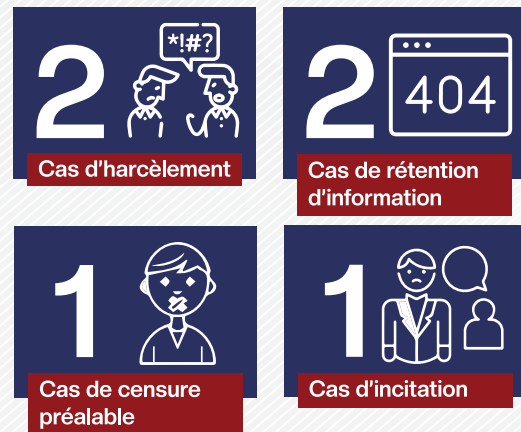 2
*!#?
Cas d'harcèlement
2
404
Cas de rétention
d'information
1
Cas de censure
préalable
1
Cas d'incitation